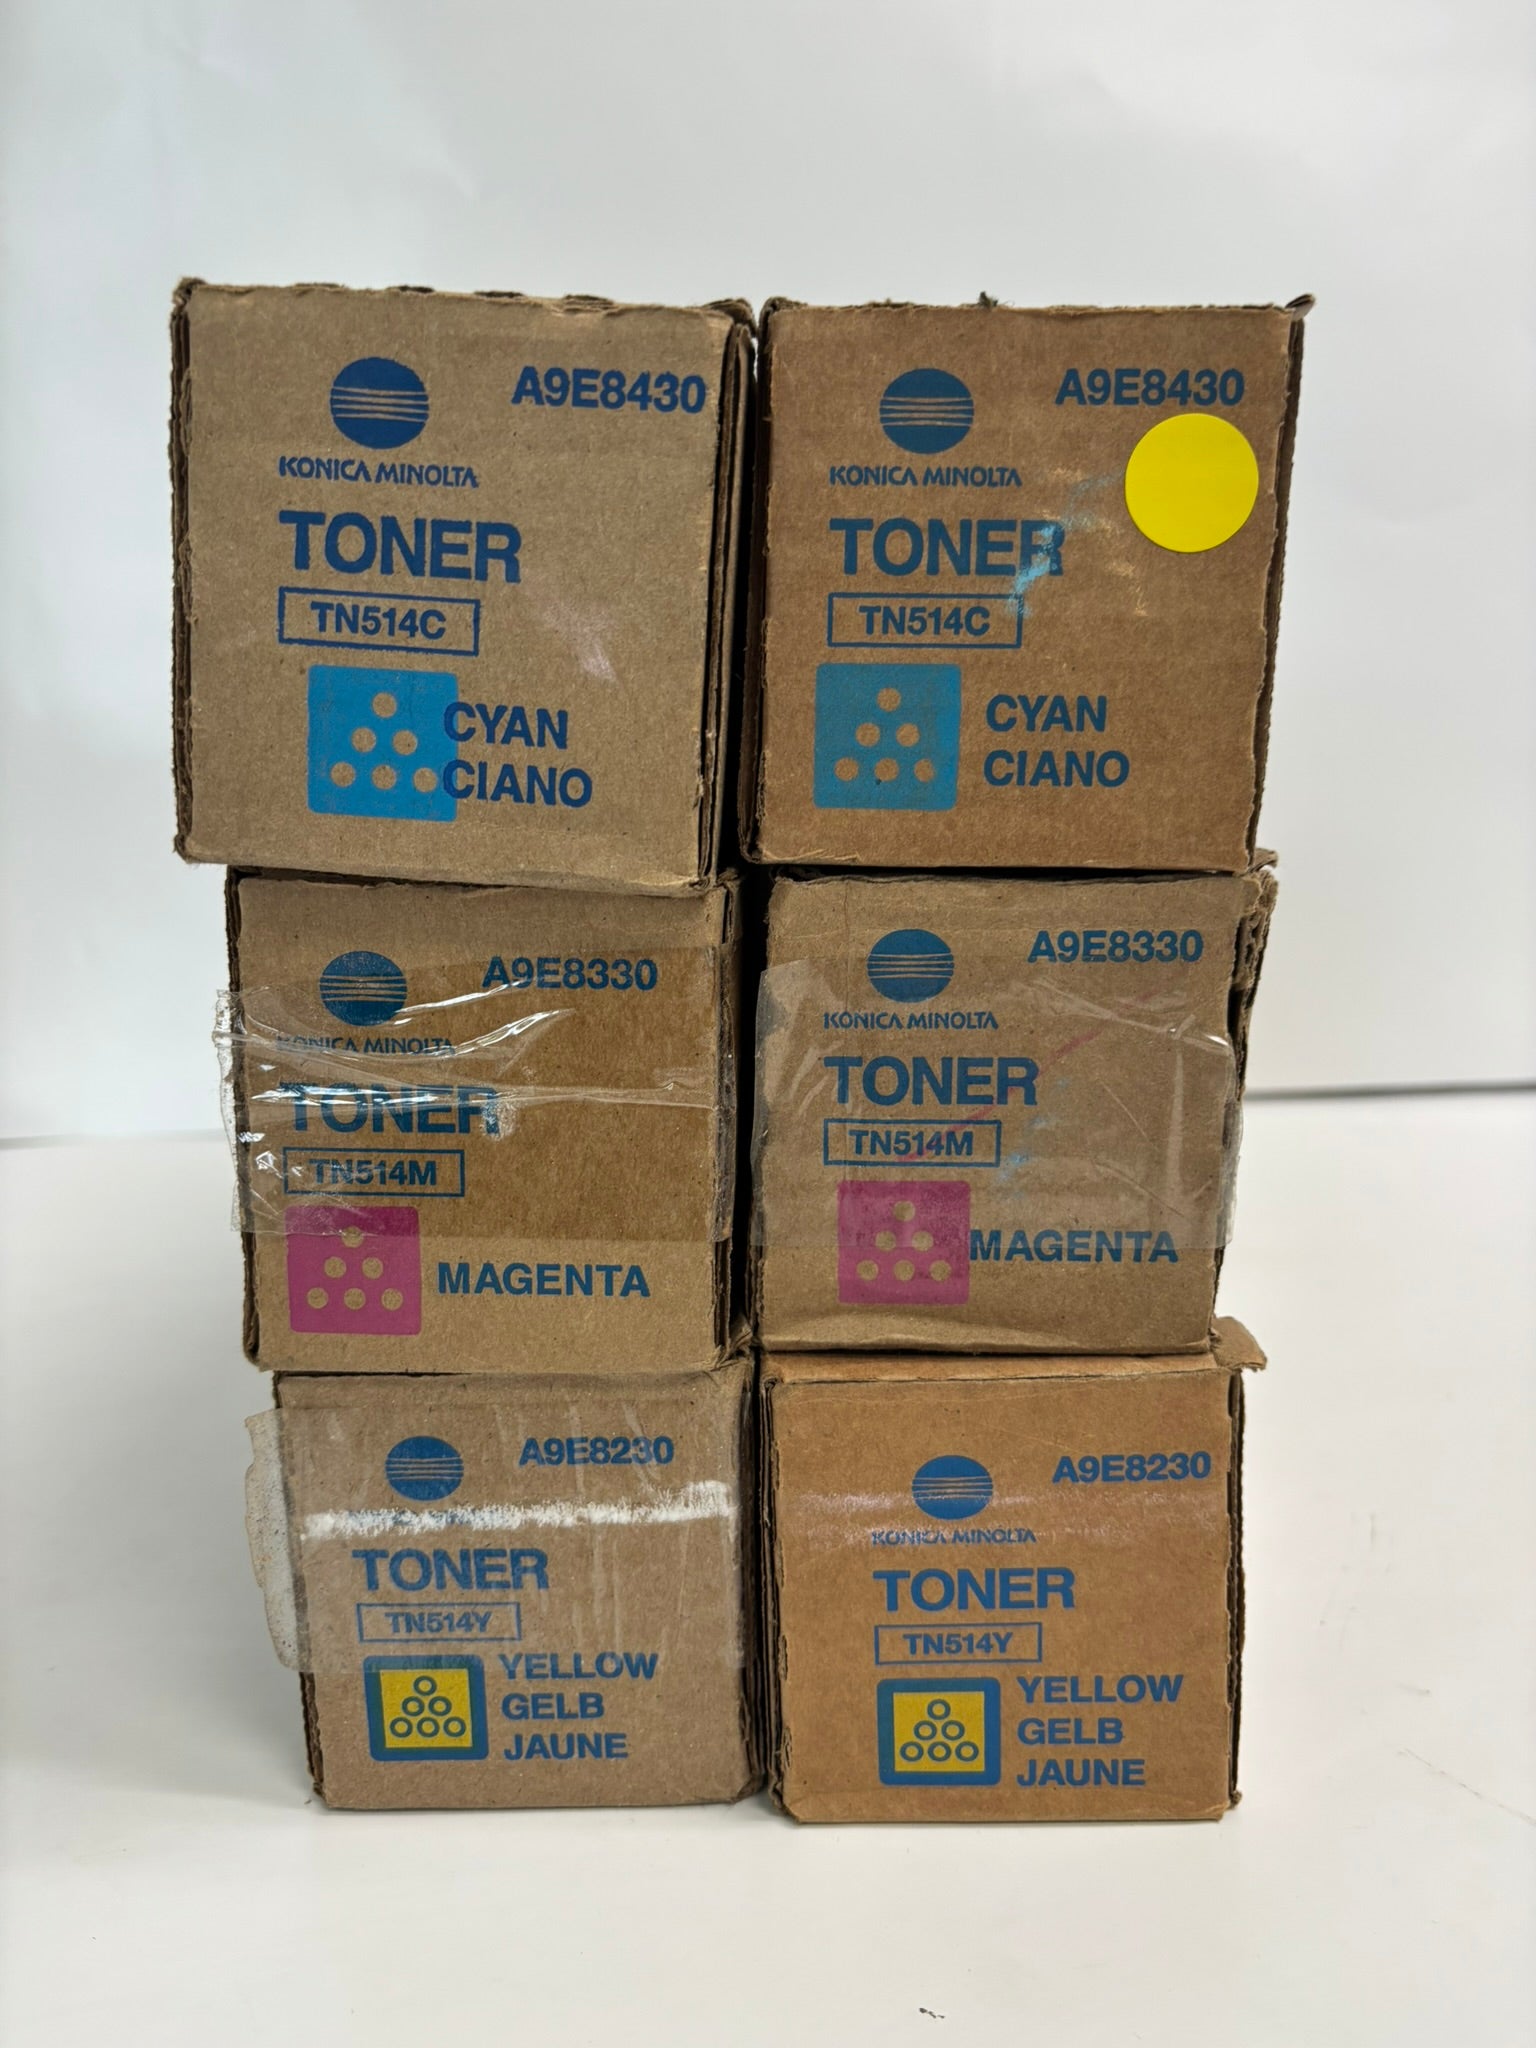 A9E8430
KONICA MINOLTA
TONER
TN514C
CYAN
CIANO
A9E8430
KONICA MINOLTA
TONER
TN514C
CYAN
CIANO
A9E8330
KONICA MINOLTA
TONER
TN514M
MAGENTA
A9E8330
KONICA MINOLTA
TONER
TN514M
MAGENTA
A9E8230
TONER
TN514Y
YELLOW
GELB
JAUNE
A9E8230
KONICA MINOLTA
TONER
TN514Y
YELLOW
GELB
JAUNE